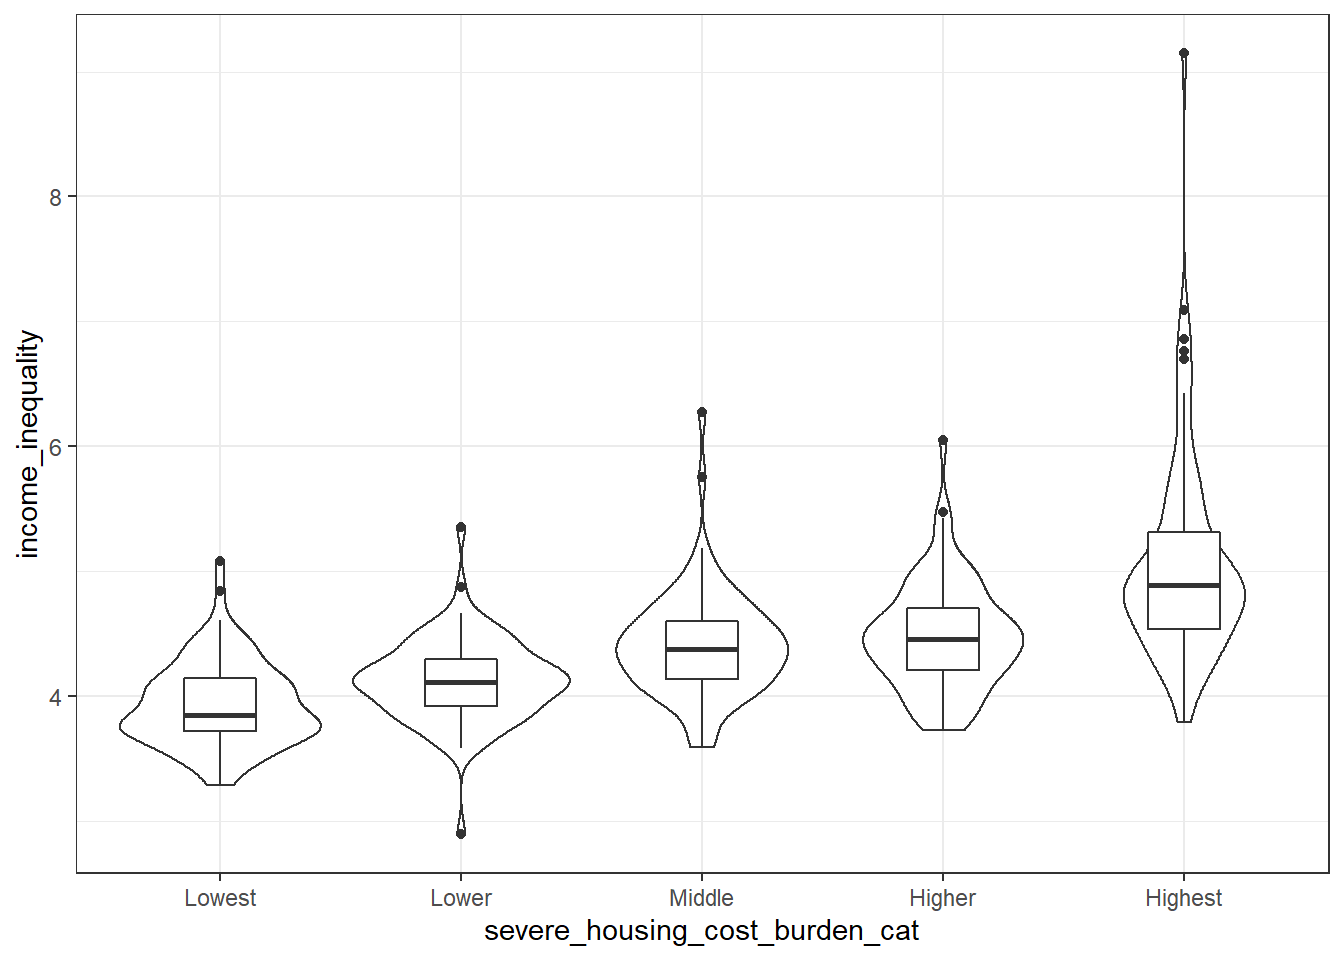 income_inequality
8
6
4
Lowest Lower Middle Higher Highest
severe_housing_cost_burden_cat